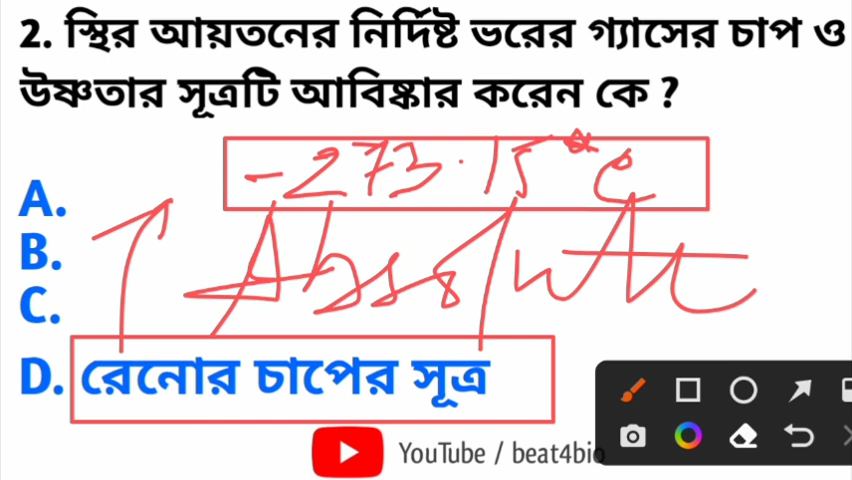 2. স্থির আয়তনের নির্দিষ্ট ভরের গ্যাসের চাপ ও
উষ্ণতার সূত্রটি আবিষ্কার করেন কে ?
-273.15°C
A.
Absolute
B.
C.
D. রেনোর চাপের সূত্র
YouTube / beat4bio